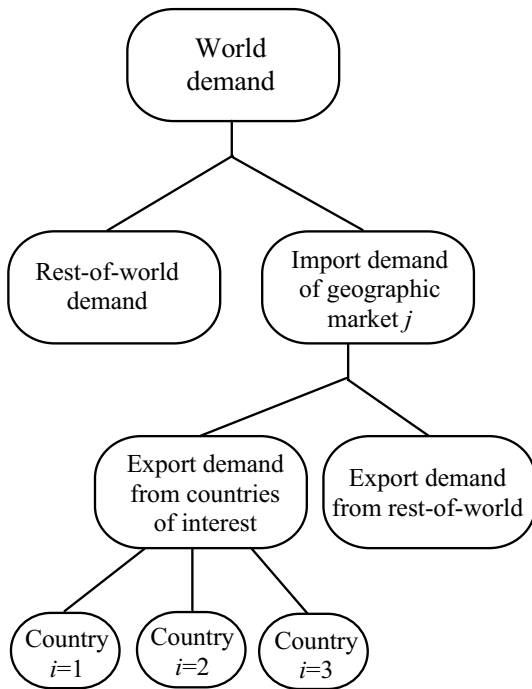 World
demand
Rest-of-world
demand
Import demand
of geographic
market j
Export demand
from countries
of interest
Export demand
from rest-of-world
Country
i=1
Country
i=2
Country
i=3